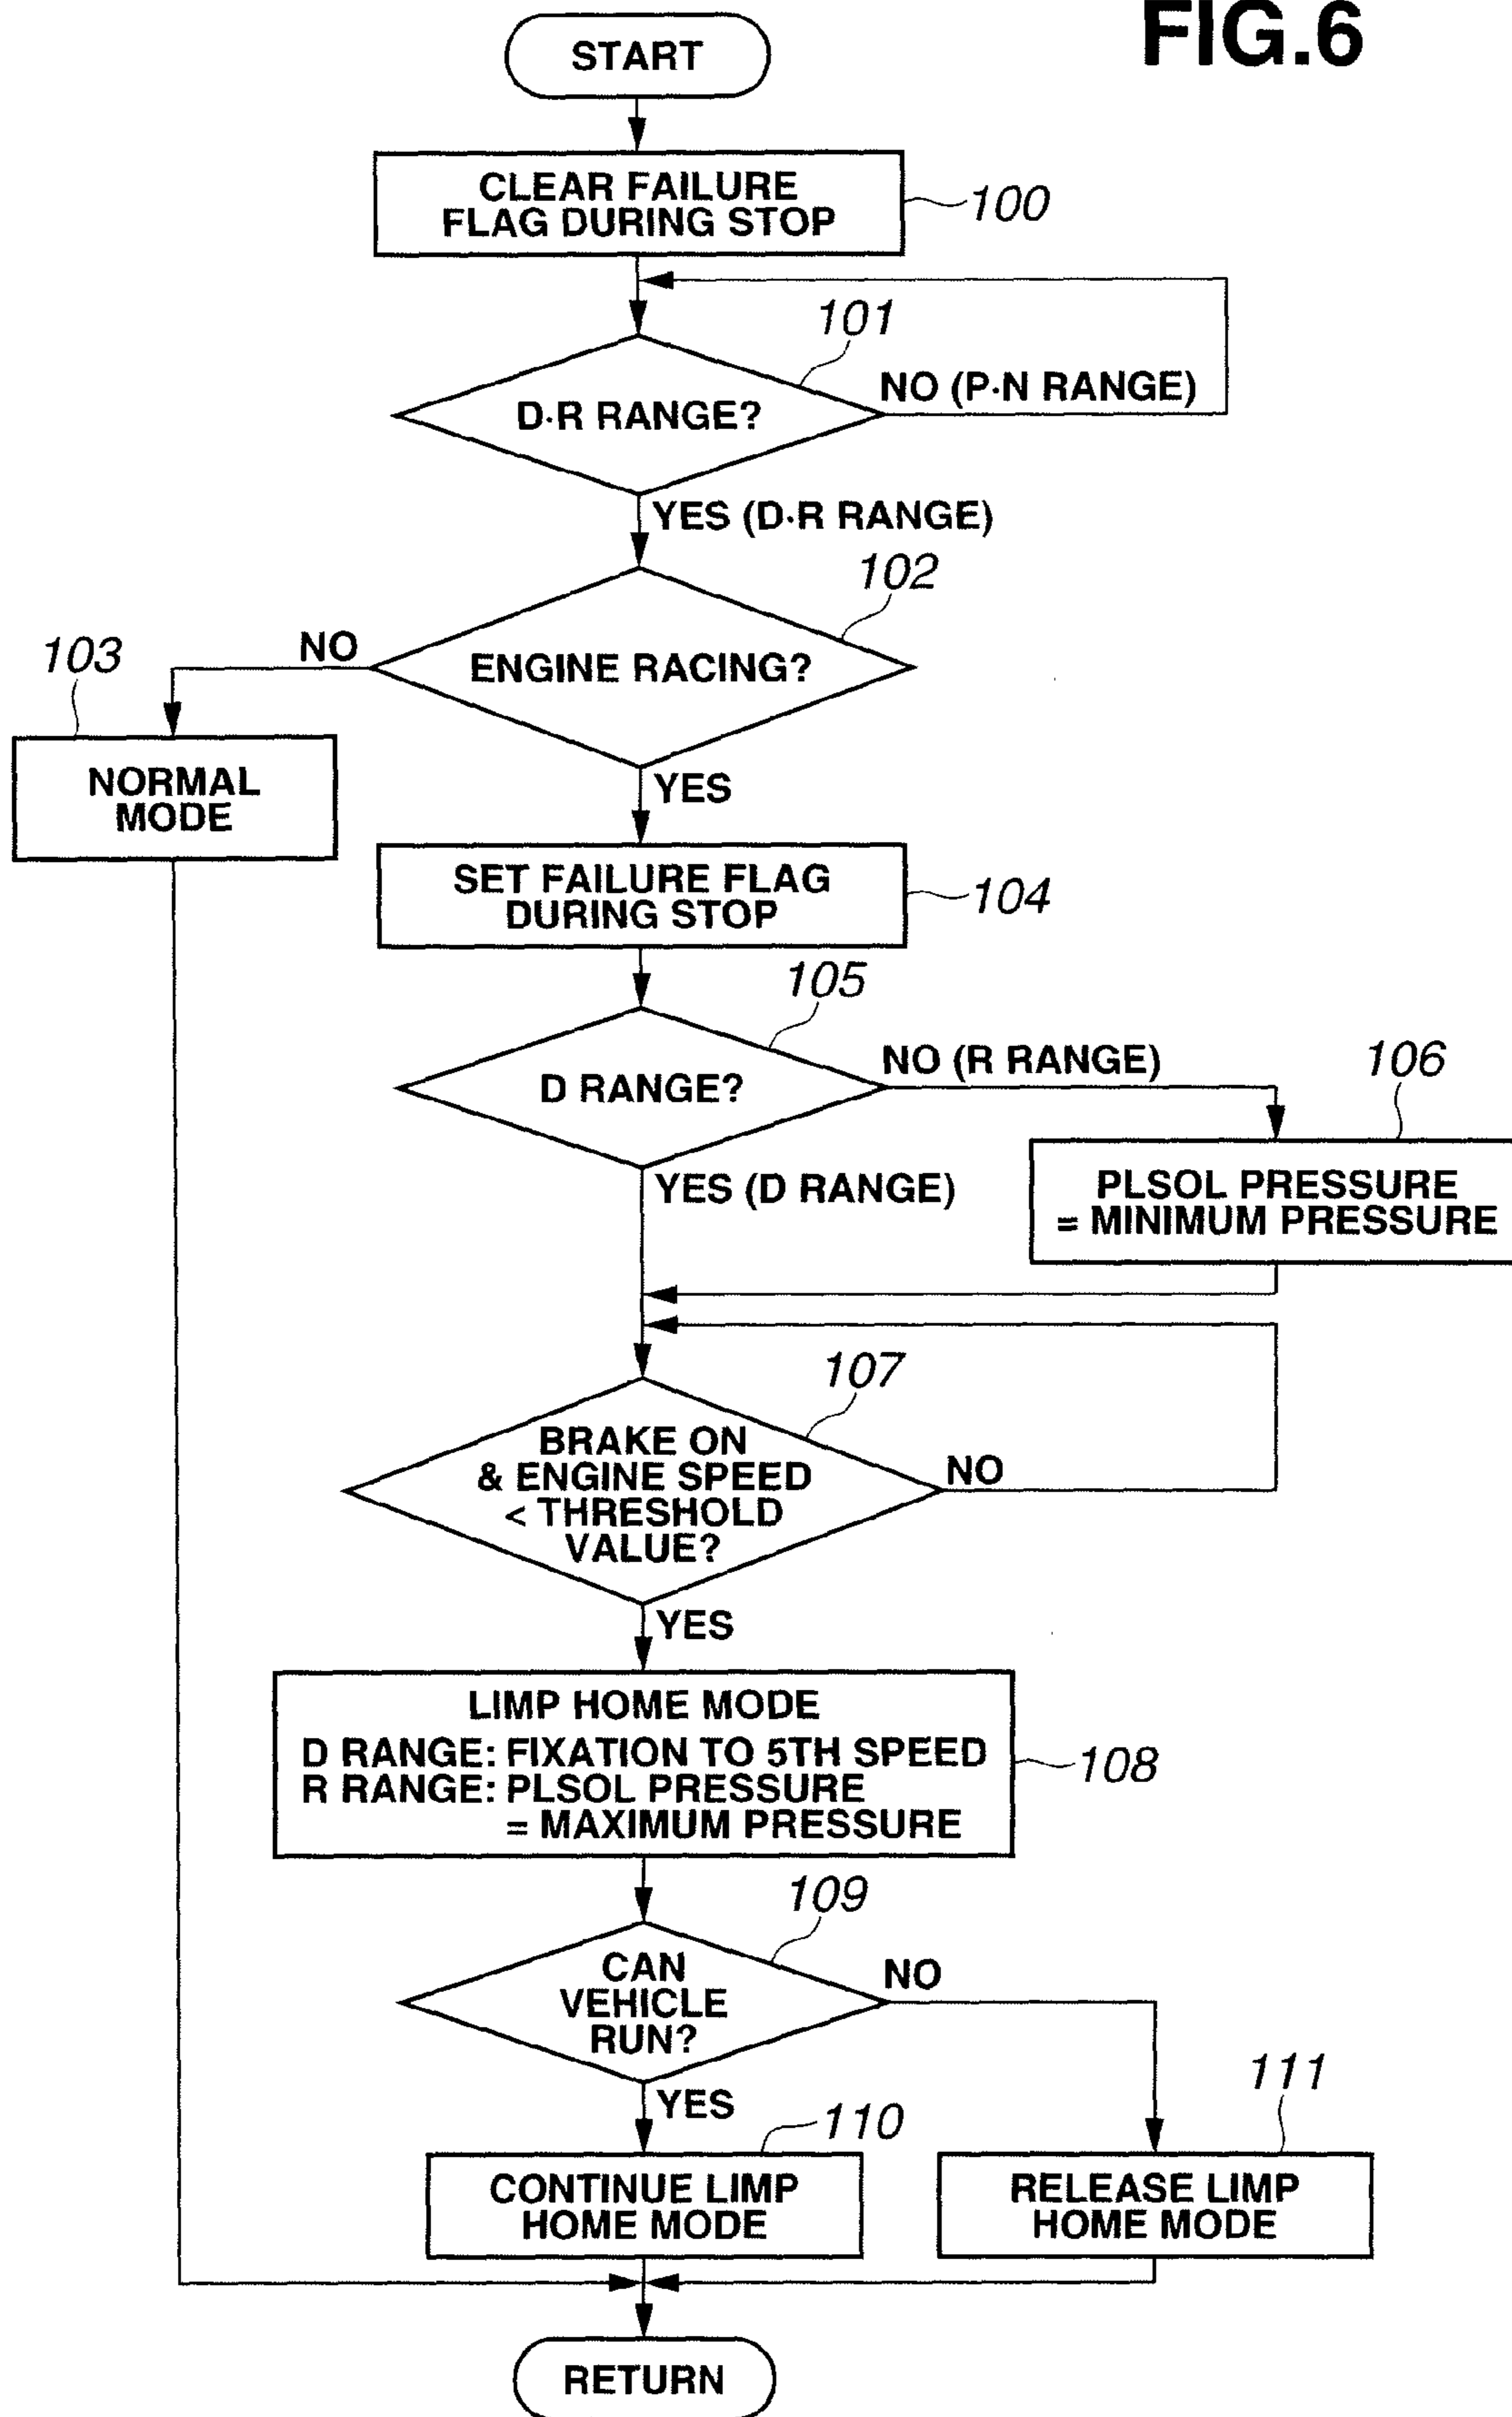 FIG.6
START
CLEAR FAILURE
FLAG DURING STOP
100
101
D·R RANGE?
NO (P·N RANGE)
YES (D·R RANGE)
102
ENGINE RACING?
NO
103
NORMAL
MODE
YES
SET FAILURE FLAG
DURING STOP
104
105
D RANGE?
NO (R RANGE)
106
PLSOL PRESSURE
= MINIMUM PRESSURE
YES (D RANGE)
107
BRAKE ON
& ENGINE SPEED
< THRESHOLD
VALUE?
NO
YES
LIMP HOME MODE
D RANGE: FIXATION TO 5TH SPEED
R RANGE: PLSOL PRESSURE
= MAXIMUM PRESSURE
108
109
CAN
VEHICLE
RUN?
NO
YES
110
CONTINUE LIMP
HOME MODE
111
RELEASE LIMP
HOME MODE
RETURN